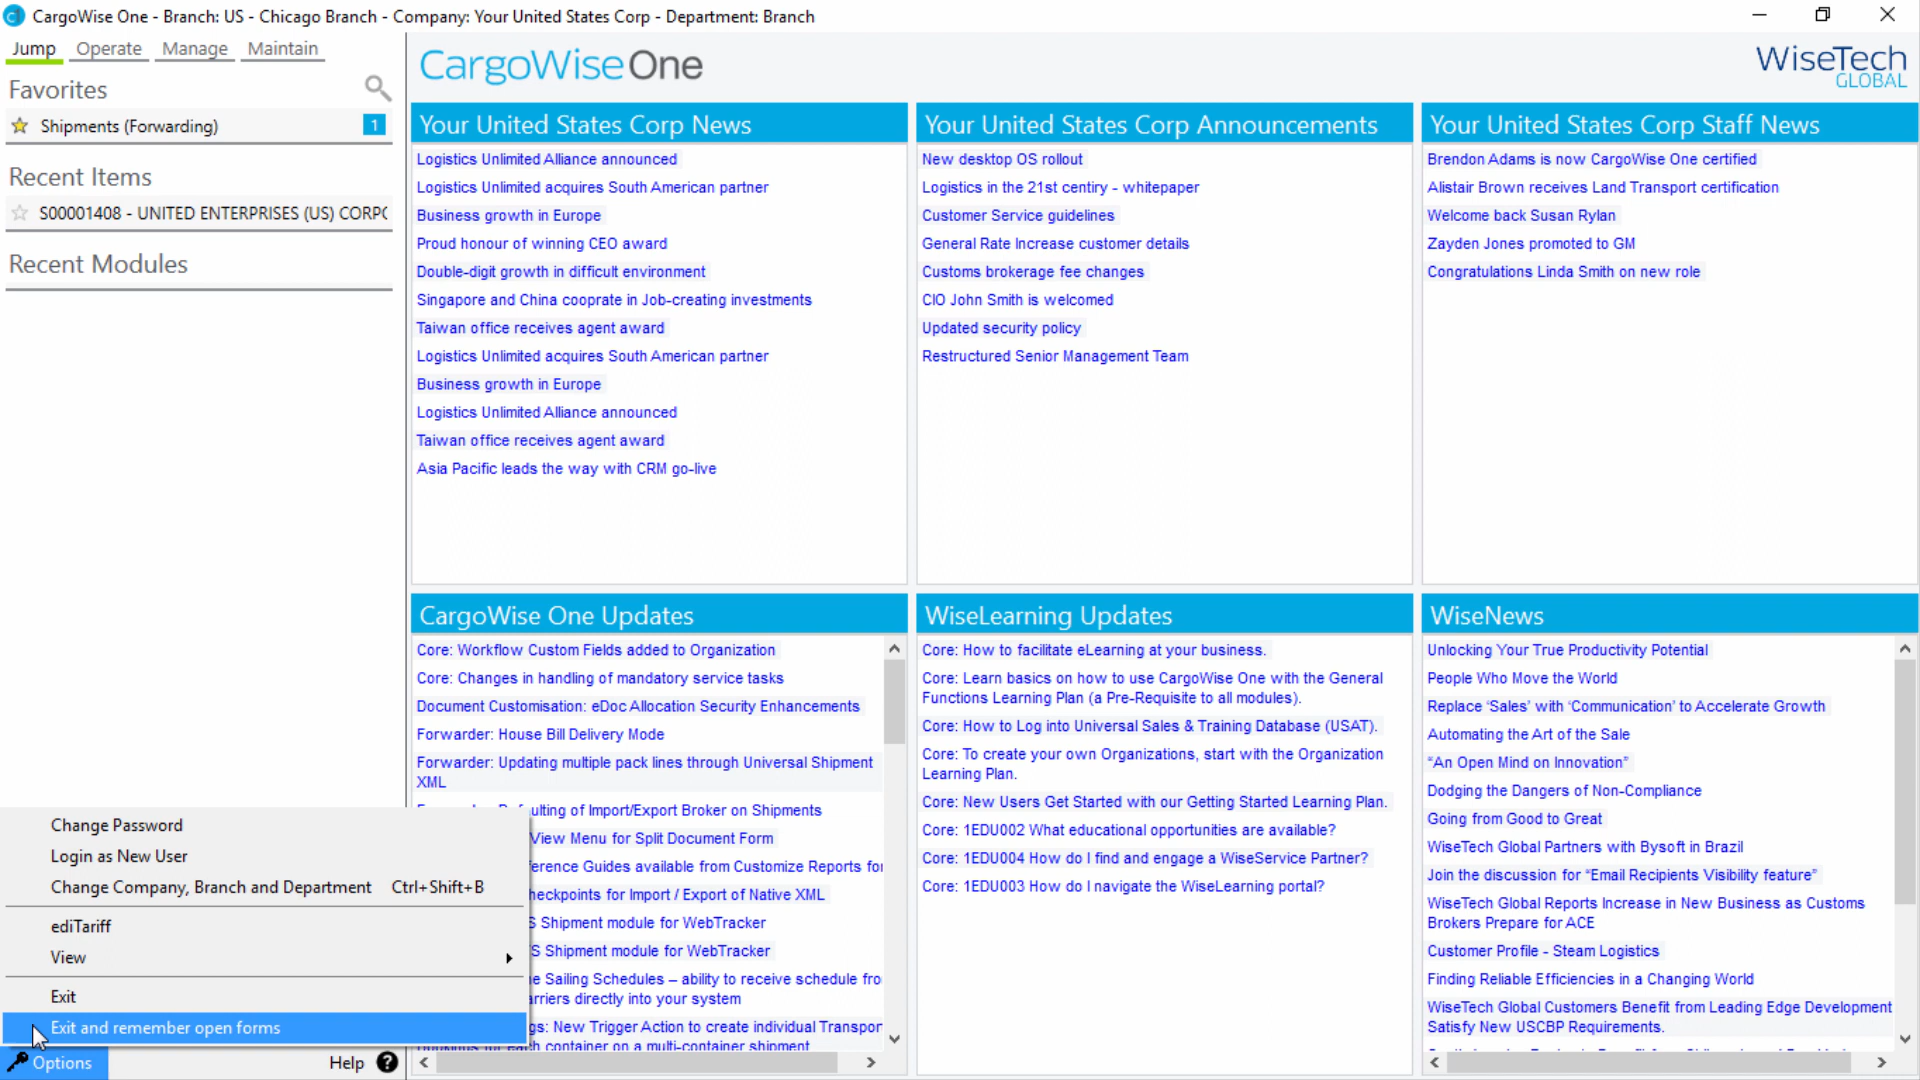 CargoWise One - Branch: US - Chicago Branch - Company: Your United States Corp - Department: Branch
Jump Operate Manage Maintain
Favorites
Shipments (Forwarding) 1
Recent Items
S00001408 - UNITED ENTERPRISES (US) CORPO
Recent Modules
CargoWise One
WiseTech
GLOBAL
Your United States Corp News
Logistics Unlimited Alliance announced
Logistics Unlimited acquires South American partner
Business growth in Europe
Proud honour of winning CEO award
Double-digit growth in difficult environment
Singapore and China cooprate in Job-creating investments
Taiwan office receives agent award
Logistics Unlimited acquires South American partner
Business growth in Europe
Logistics Unlimited Alliance announced
Taiwan office receives agent award
Asia Pacific leads the way with CRM go-live
Your United States Corp Announcements
New desktop OS rollout
Logistics in the 21st centiry - whitepaper
Customer Service guidelines
General Rate Increase customer details
Customs brokerage fee changes
CIO John Smith is welcomed
Updated security policy
Restructured Senior Management Team
Your United States Corp Staff News
Brendon Adams is now CargoWise One certified
Alistair Brown receives Land Transport certification
Welcome back Susan Rylan
Zayden Jones promoted to GM
Congratulations Linda Smith on new role
CargoWise One Updates
Core: Workflow Custom Fields added to Organization
Core: Changes in handling of mandatory service tasks
Document Customisation: eDoc Allocation Security Enhancements
Forwarder: House Bill Delivery Mode
Forwarder: Updating multiple pack lines through Universal Shipment
XML
ulting of Import/Export Broker on Shipments
View Menu for Split Document Form
erence Guides available from Customize Reports for
heckpoints for Import / Export of Native XML
S Shipment module for WebTracker
S Shipment module for WebTracker
e Sailing Schedules – ability to receive schedule fro
arriers directly into your system
gs: New Trigger Action to create individual Transpor
each container on a multi-container shipment
WiseLearning Updates
Core: How to facilitate eLearning at your business.
Core: Learn basics on how to use CargoWise One with the General
Functions Learning Plan (a Pre-Requisite to all modules).
Core: How to Log into Universal Sales & Training Database (USAT).
Core: To create your own Organizations, start with the Organization
Learning Plan.
Core: New Users Get Started with our Getting Started Learning Plan.
Core: 1EDU002 What educational opportunities are available?
Core: 1EDU004 How do I find and engage a WiseService Partner?
Core: 1EDU003 How do I navigate the WiseLearning portal?
WiseNews
Unlocking Your True Productivity Potential
People Who Move the World
Replace ‘Sales’ with ‘Communication’ to Accelerate Growth
Automating the Art of the Sale
“An Open Mind on Innovation”
Dodging the Dangers of Non-Compliance
Going from Good to Great
WiseTech Global Partners with Bysoft in Brazil
Join the discussion for “Email Recipients Visibility feature”
WiseTech Global Reports Increase in New Business as Customs
Brokers Prepare for ACE
Customer Profile - Steam Logistics
Finding Reliable Efficiencies in a Changing World
WiseTech Global Customers Benefit from Leading Edge Development
Satisfy New USCBP Requirements.
Change Password
Login as New User
Change Company, Branch and Department Ctrl+Shift+B
ediTariff
View
Exit
Exit and remember open forms
Options Help ?